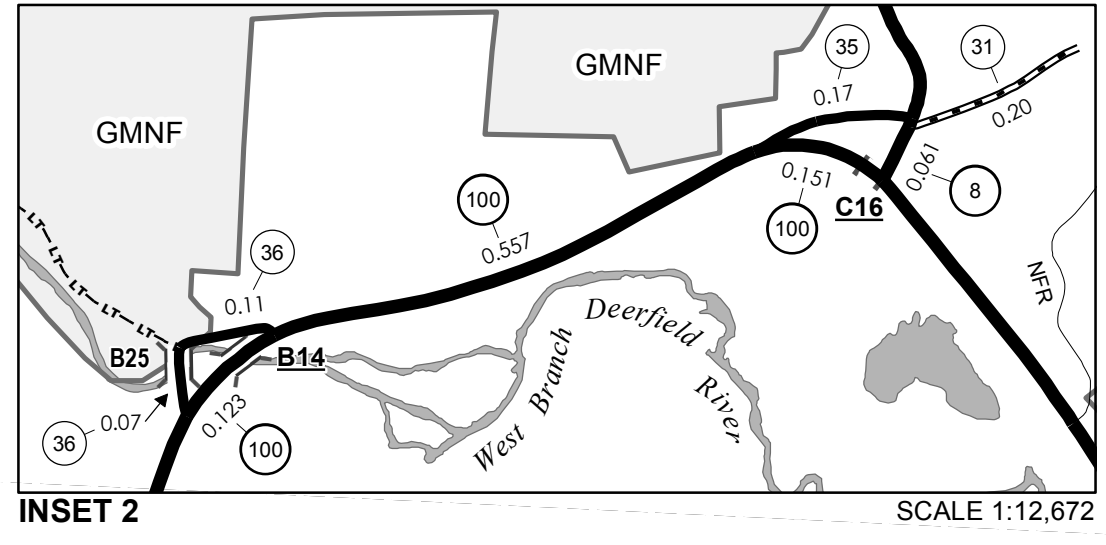 GMNF
GMNF
35
31
0.17
0.20
0.061
8
0.151
C16
100
100
0.557
36
0.11
LT LT LT LT LT
B25
B14
36
0.07
0.123
100
West Branch Deerfield River
NFR
INSET 2
SCALE 1:12,672